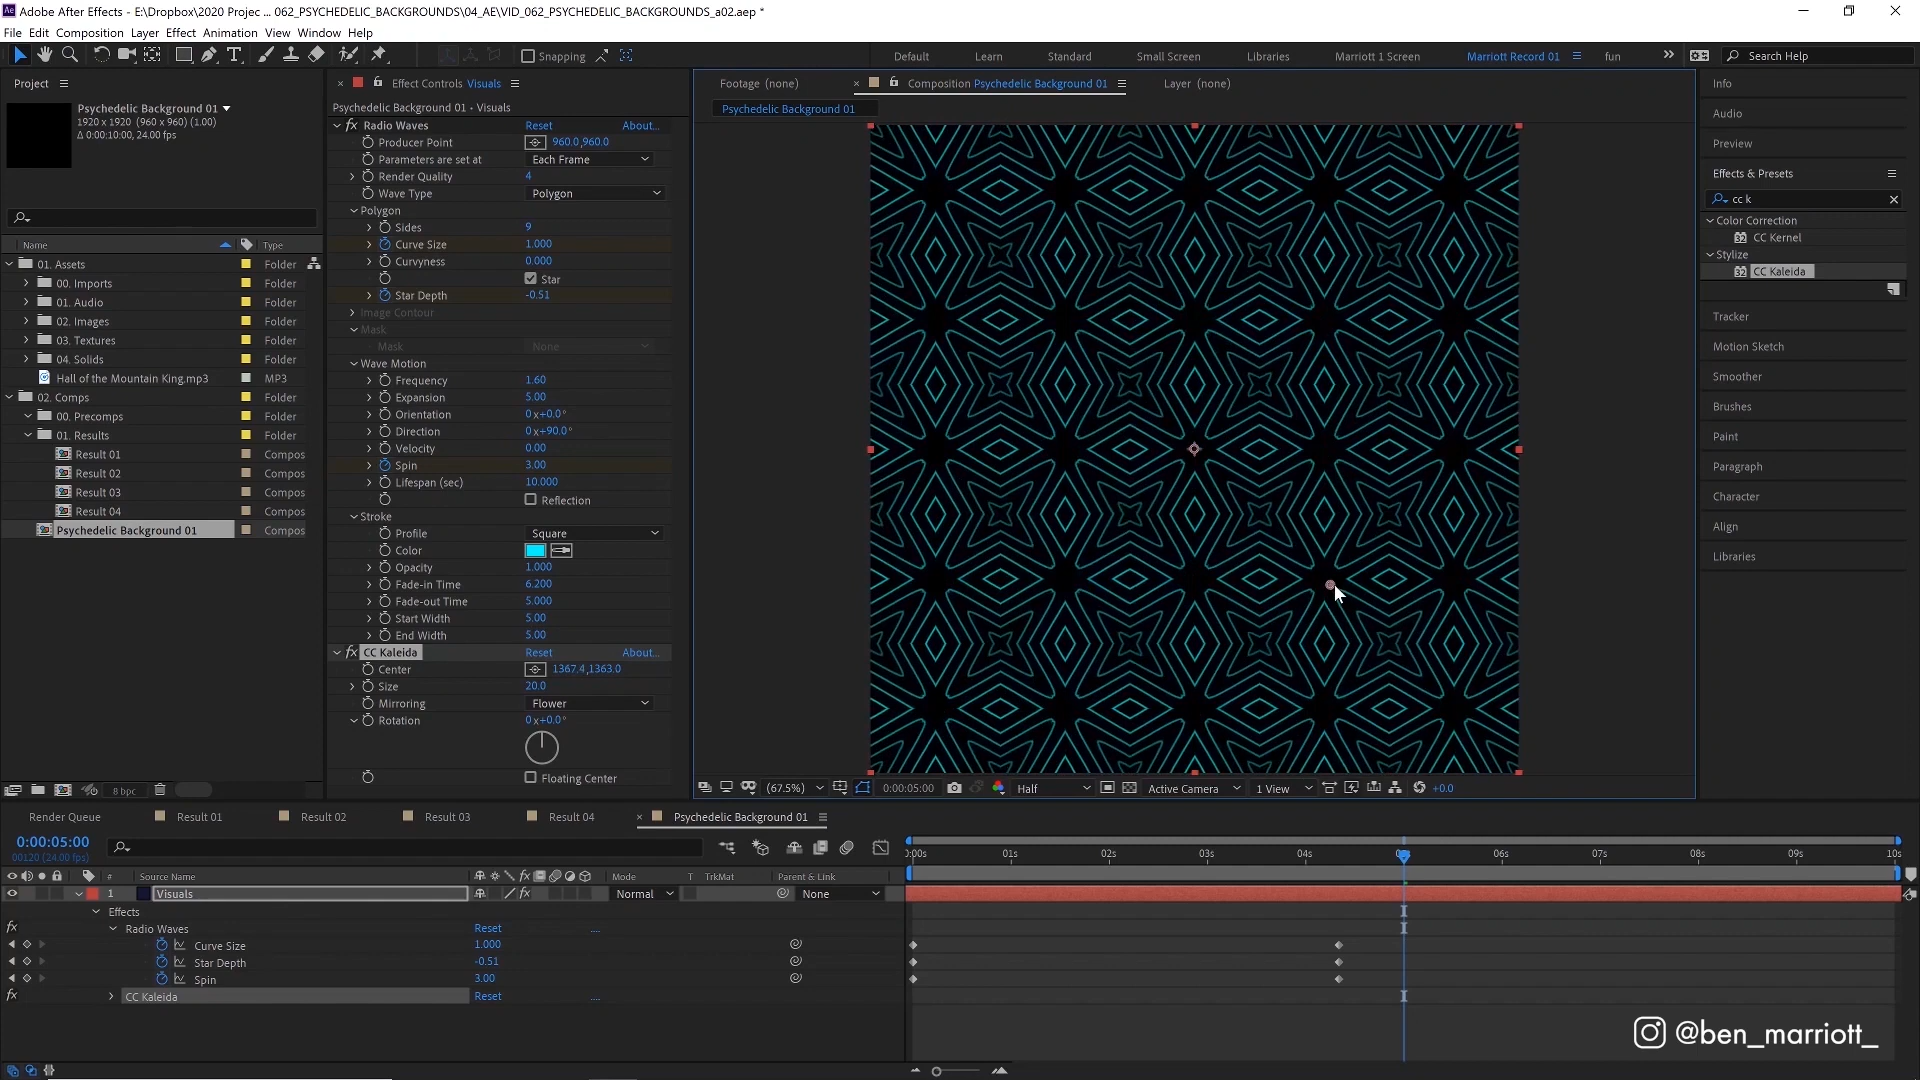 Adobe After Effects - E:\Dropbox\2020 Projec ... 062_PSYCHEDELIC_BACKGROUNDS\04_AE\VID_062_PSYCHEDELIC_BACKGROUNDS_a02.aep *
File Edit Composition Layer Effect Animation View Window Help
Snapping
Default Learn Standard Small Screen Libraries Marriott 1 Screen Marriott Record 01 fun Search Help
Project
Psychedelic Background 01
1920 x 1920 (960 x 960) (1.00)
Δ 0:00:10:00, 24.00 fps
Name Type
01. Assets Folder
00. Imports Folder
01. Audio Folder
02. Images Folder
03. Textures Folder
04. Solids Folder
Hall of the Mountain King.mp3 MP3
02. Comps Folder
00. Precomps Folder
01. Results Folder
Result 01 Compos
Result 02 Compos
Result 03 Compos
Result 04 Compos
Psychedelic Background 01 Compos
8 bpc
Effect Controls Visuals
Psychedelic Background 01 • Visuals
fx Radio Waves Reset About...
Producer Point 960.0,960.0
Parameters are set at Each Frame
Render Quality 4
Wave Type Polygon
Polygon
Sides 9
Curve Size 1.000
Curvyness 0.000
Star
Star Depth -0.51
Image Contour
Mask
Mask None
Wave Motion
Frequency 1.60
Expansion 5.00
Orientation 0x+0.0°
Direction 0x+90.0°
Velocity 0.00
Spin 3.00
Lifespan (sec) 10.000
Reflection
Stroke
Profile Square
Color
Opacity 1.000
Fade-in Time 6.200
Fade-out Time 5.000
Start Width 5.00
End Width 5.00
fx CC Kaleida Reset About...
Center 1367.4,1363.0
Size 20.0
Mirroring Flower
Rotation 0x+0.0°
Floating Center
Footage (none) Composition Psychedelic Background 01 Layer (none)
Psychedelic Background 01
(67.5%) 0:00:05:00 Half Active Camera 1 View +0.0
Info
Audio
Preview
Effects & Presets
cc k
Color Correction
32 CC Kernel
Stylize
32 CC Kaleida
Tracker
Motion Sketch
Smoother
Brushes
Paint
Paragraph
Character
Align
Libraries
Render Queue Result 01 Result 02 Result 03 Result 04 Psychedelic Background 01
0:00:05:00
00120 (24.00 fps)
# Source Name fx Mode T TrkMat Parent & Link
:00s 01s 02s 03s 04s 06s 07s 08s 09s 10s
1 Visuals fx Normal None
Effects
fx Radio Waves Reset ....
Curve Size 1.000
Star Depth -0.51
Spin 3.00
fx CC Kaleida Reset ....
@ben_marriott_